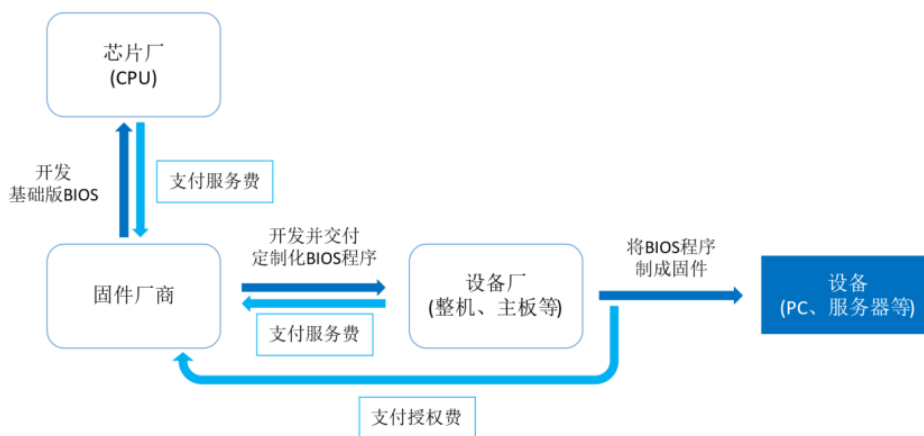 芯片厂
(CPU)
开发
基础版BIOS
支付服务费
开发并交付
定制化BIOS程序
将BIOS程序
制成固件
固件厂商
设备厂
(整机、主板等)
设备
(PC、服务器等)
支付服务费
支付授权费